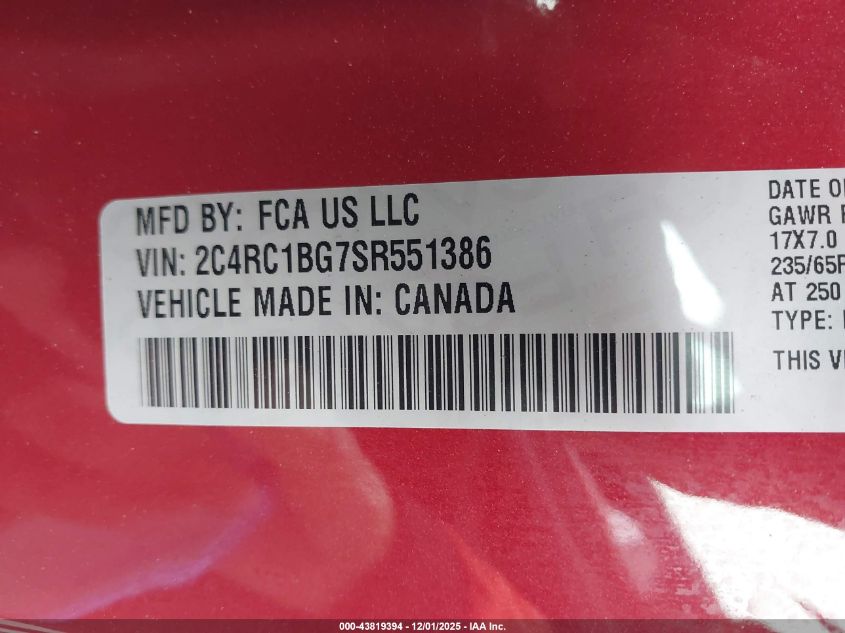 MFD BY: FCA US LLC
VIN: 2C4RC1BG7SR551386
VEHICLE MADE IN: CANADA
DATE O
GAWR
17X7.0
235/65
AT 250
TYPE:
THIS V
000-43819394 - 12/01/2025 - IAA Inc.